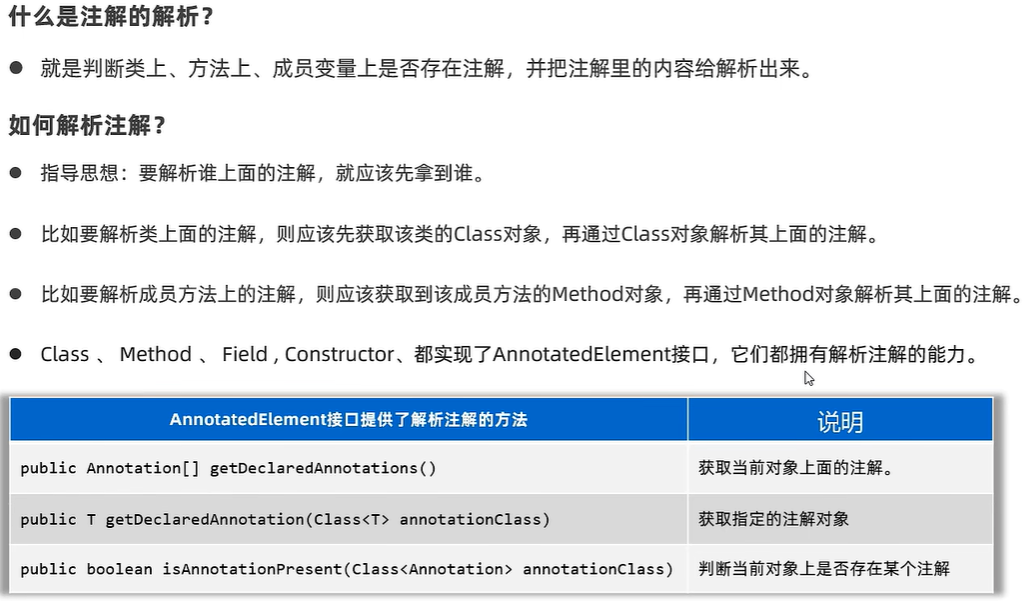 什么是注解的解析？
● 就是判断类上、方法上、成员变量上是否存在注解，并把注解里的内容给解析出来。
如何解析注解？
● 指导思想：要解析谁上面的注解，就应该先拿到谁。
● 比如要解析类上面的注解，则应该先获取该类的Class对象，再通过Class对象解析其上面的注解。
● 比如要解析成员方法上的注解，则应该获取到该成员方法的Method对象，再通过Method对象解析其上面的注解。
● Class 、 Method 、 Field , Constructor、都实现了AnnotatedElement接口，它们都拥有解析注解的能力。
AnnotatedElement接口提供了解析注解的方法 说明
public Annotation[] getDeclaredAnnotations() 获取当前对象上面的注解。
public T getDeclaredAnnotation(Class<T> annotationClass) 获取指定的注解对象
public boolean isAnnotationPresent(Class<Annotation> annotationClass) 判断当前对象上是否存在某个注解